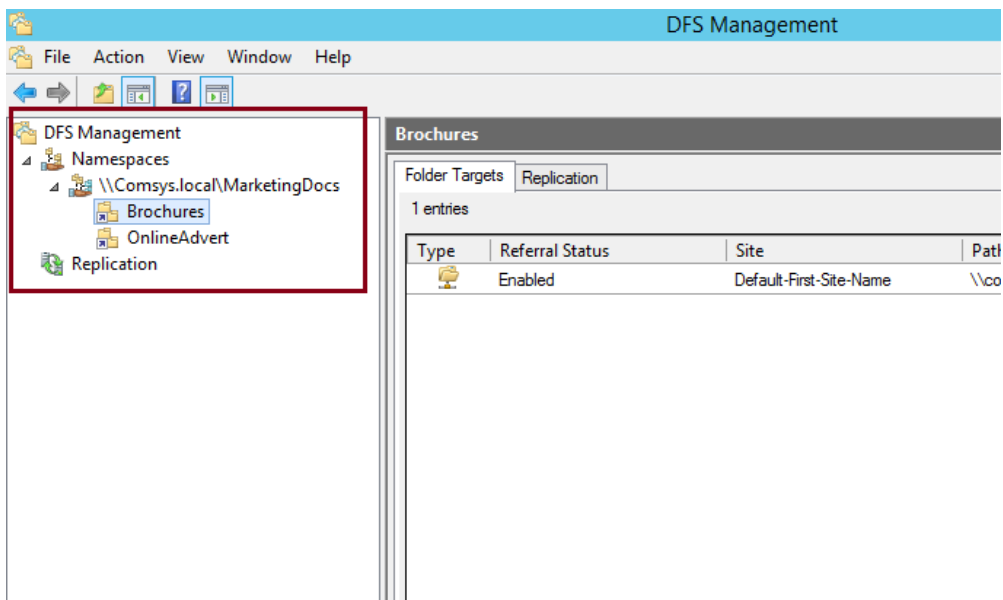 DFS Management
File Action View Window Help
DFS Management
Namespaces
\\Comsys.local\MarketingDocs
Brochures
OnlineAdvert
Replication
Brochures
Folder Targets Replication
1 entries
Type Referral Status Site
Enabled Default-First-Site-Name